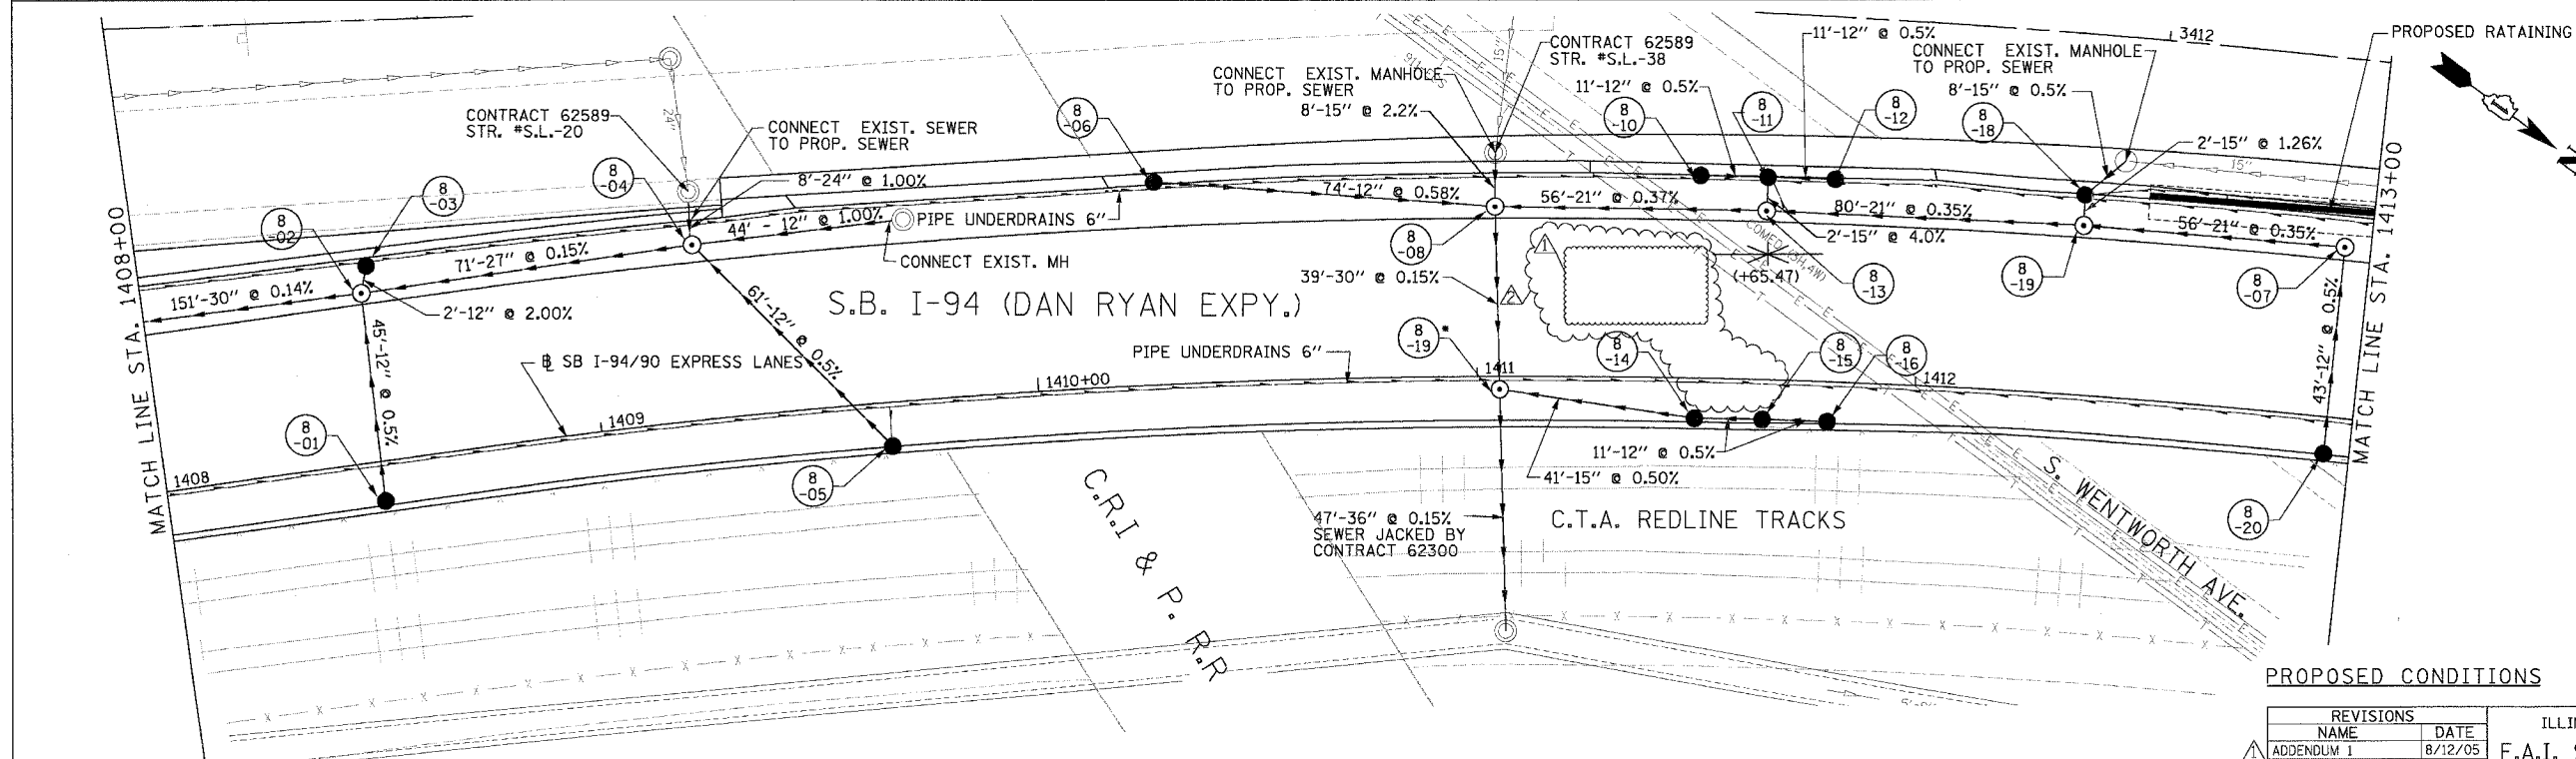 3412
PROPOSED RATAINING
11'-12" @ 0.5%
CONTRACT 62589
STR. #S.L.-38
CONNECT EXIST. MANHOLE
TO PROP. SEWER
8'-15" @ 0.5%
CONNECT EXIST. MANHOLE
TO PROP. SEWER
8'-15" @ 2.2%
11'-12" @ 0.5%
15"
24"
CONTRACT 62589
STR. #S.L.-20
CONNECT EXIST. SEWER
TO PROP. SEWER
8
-06
8
-10
8
-11
8
-12
8
-18
2'-15" @ 1.26%
15"
N
8
-04
8'-24" @ 1.00%
74'-12" @ 0.58%
56'-21" @ 0.37%
80'-21" @ 0.35%
56'-21" @ 0.35%
8
-03
8
-02
44' - 12" @ 1.00%
PIPE UNDERDRAINS 6"
8
-08
2'-15" @ 4.0%
CONNECT EXIST. MH
71'-27" @ 0.15%
151'-30" @ 0.14%
2'-12" @ 2.00%
61'-12" @ 0.5%
45'-12" @ 0.5%
S.B. I-94 (DAN RYAN EXPY.)
39'-30" @ 0.15%
1
2
COMED (3H,4W)
(+65.47)
8
-13
8
-19
8
-07
43'-12" @ 0.5%
MATCH LINE STA. 1408+00
MATCH LINE STA. 1413+00
B SB I-94/90 EXPRESS LANES
PIPE UNDERDRAINS 6"
8
-19
*
8
-14
8
-15
8
-16
1408
1409
1410+00
1411
1412
8
-01
8
-05
11'-12" @ 0.5%
41'-15" @ 0.50%
8
-20
47'-36" @ 0.15%
SEWER JACKED BY
CONTRACT 62300
C.R.I & P. R.R
C.T.A. REDLINE TRACKS
S. WENTWORTH AVE.
PROPOSED CONDITIONS
REVISIONS
NAME DATE
1 ADDENDUM 1 8/12/05
ILLI
F.A.I.